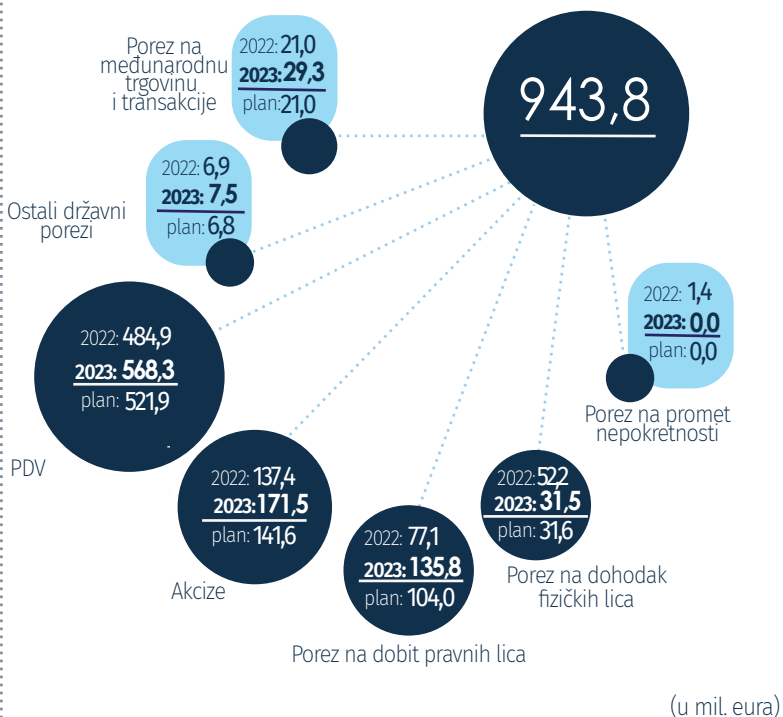 943,8
Porez na
međunarodnu
trgovinu
i transakcije
2022: 21,0
2023: 29,3
plan: 21,0
Ostali državni
porezi
2022: 6,9
2023: 7,5
plan: 6,8
2022: 484,9
2023: 568,3
plan: 521,9
PDV
2022: 137,4
2023: 171,5
plan: 141,6
Akcize
2022: 77,1
2023: 135,8
plan: 104,0
Porez na dobit pravnih lica
2022: 52,2
2023: 31,5
plan: 31,6
Porez na dohodak
fizičkih lica
2022: 1,4
2023: 0,0
plan: 0,0
Porez na promet
nepokretnosti
(u mil. eura)